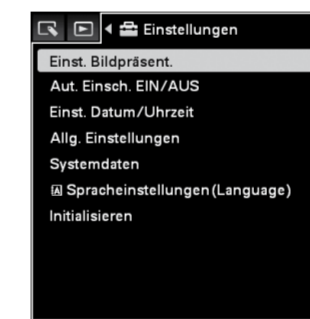 Einstellungen
Einst. Bildpräsent.
Aut. Einsch. EIN/AUS
Einst. Datum/Uhrzeit
Allg. Einstellungen
Systemdaten
A Spracheinstellungen(Language)
Initialisieren